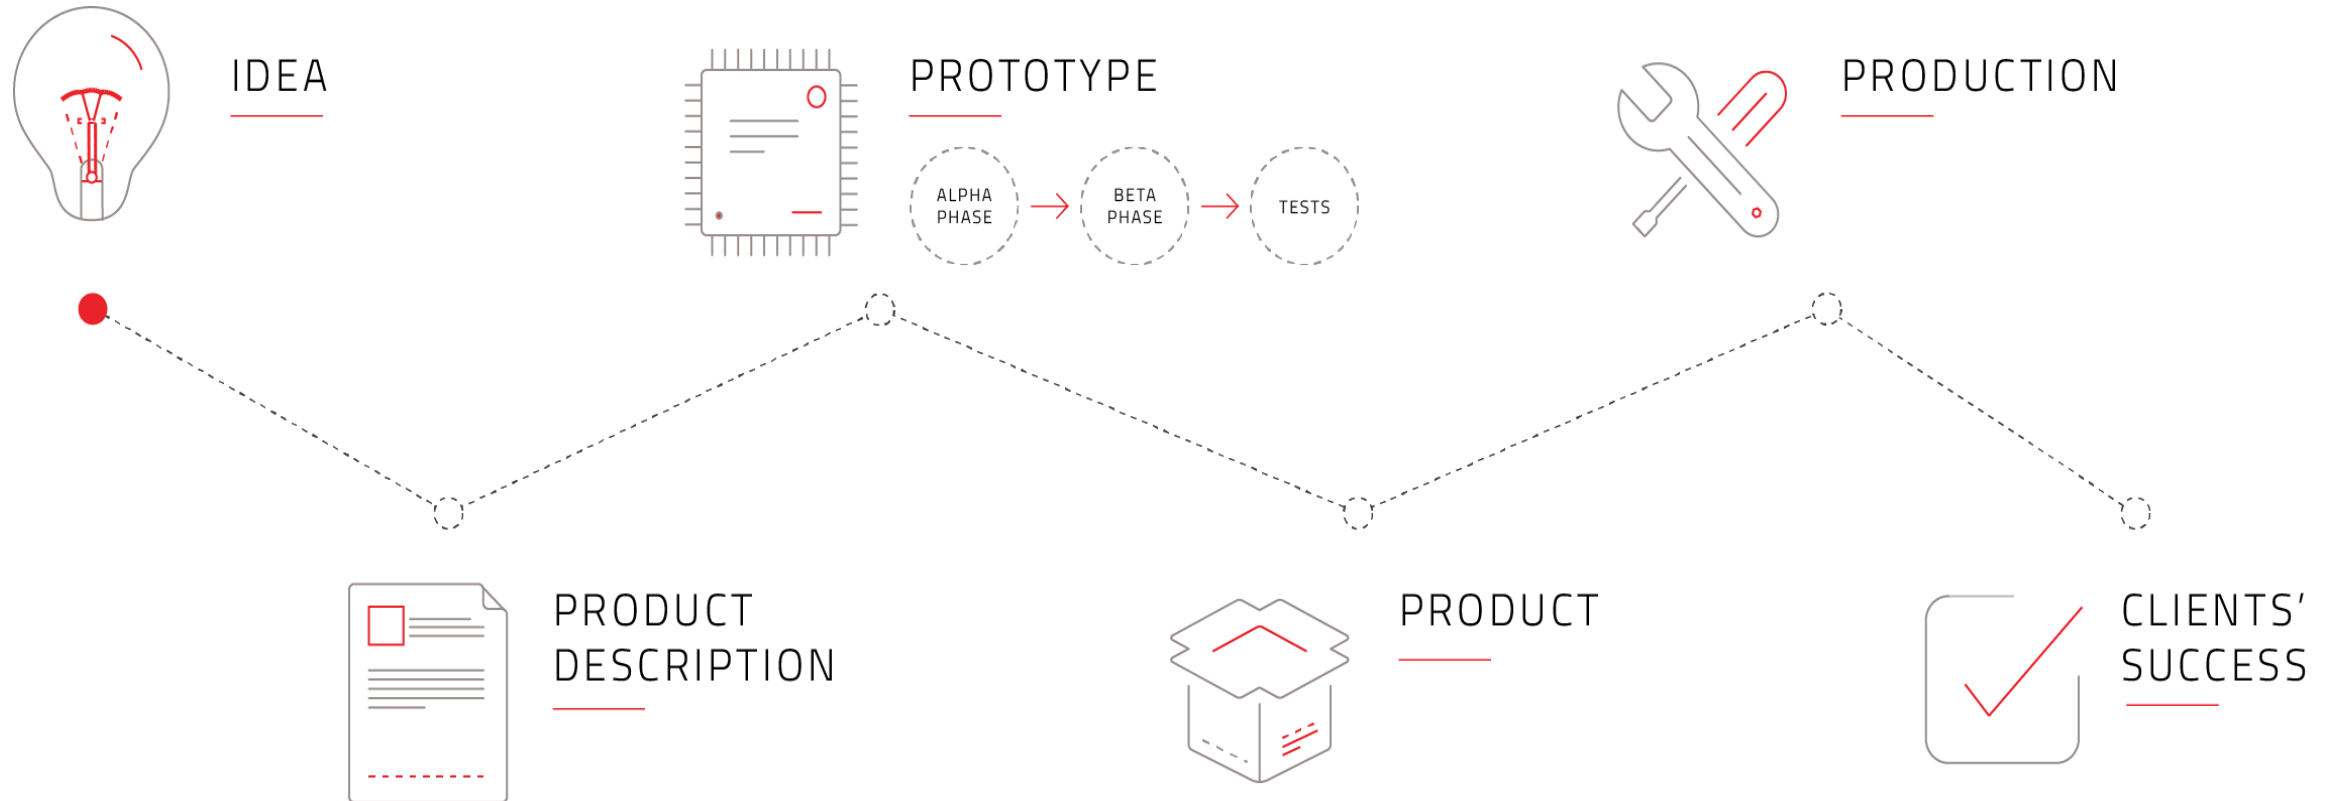 IDEA
PRODUCT
DESCRIPTION
PROTOTYPE
ALPHA
PHASE
BETA
PHASE
TESTS
PRODUCT
PRODUCTION
CLIENTS’
SUCCESS